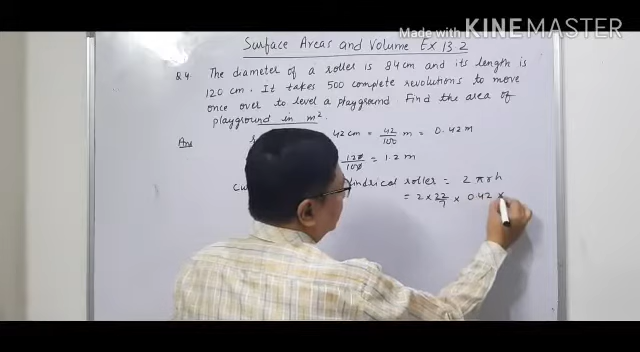 Made with KINEMASTER
Surface Areas and Volume Ex 13.2
Q4. The diameter of a roller is 84 cm and its length is
120 cm. It takes 500 complete revolutions to move
once over to level a playground Find the area of
playground in m².
Ans 42 cm = 42/100 m = 0.42 m
120/100 = 1.2 m
Cu indrical roller = 2 π r h
= 2 × 22/7 × 0.42 ×